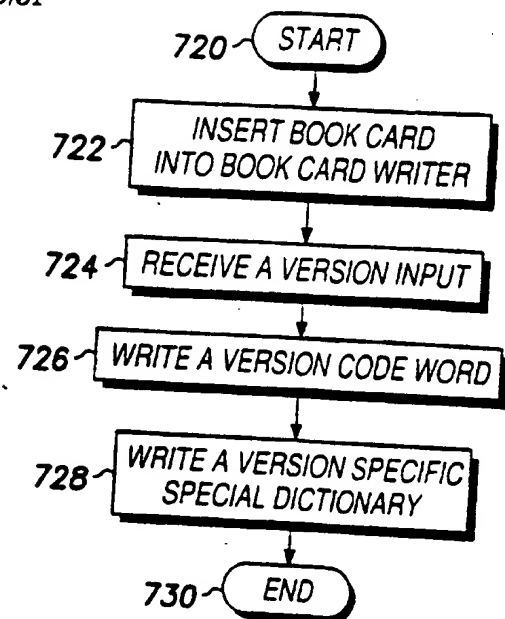 720 START
722 INSERT BOOK CARD
INTO BOOK CARD WRITER
724 RECEIVE A VERSION INPUT
726 WRITE A VERSION CODE WORD
728 WRITE A VERSION SPECIFIC
SPECIAL DICTIONARY
730 END